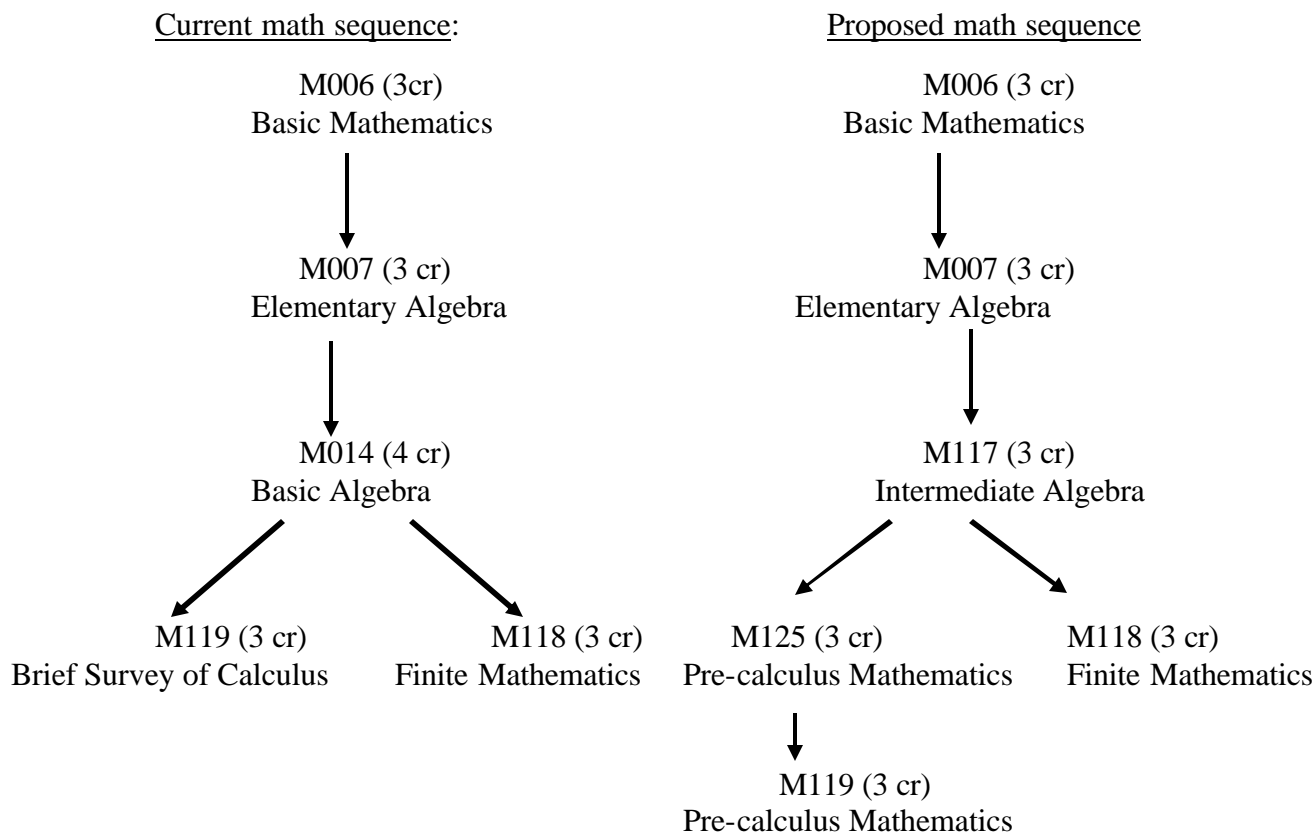 Current math sequence:
M006 (3cr)
Basic Mathematics
M007 (3 cr)
Elementary Algebra
M014 (4 cr)
Basic Algebra
M119 (3 cr)
Brief Survey of Calculus
M118 (3 cr)
Finite Mathematics
Proposed math sequence
M006 (3 cr)
Basic Mathematics
M007 (3 cr)
Elementary Algebra
M117 (3 cr)
Intermediate Algebra
M125 (3 cr)
Pre-calculus Mathematics
M118 (3 cr)
Finite Mathematics
M119 (3 cr)
Pre-calculus Mathematics